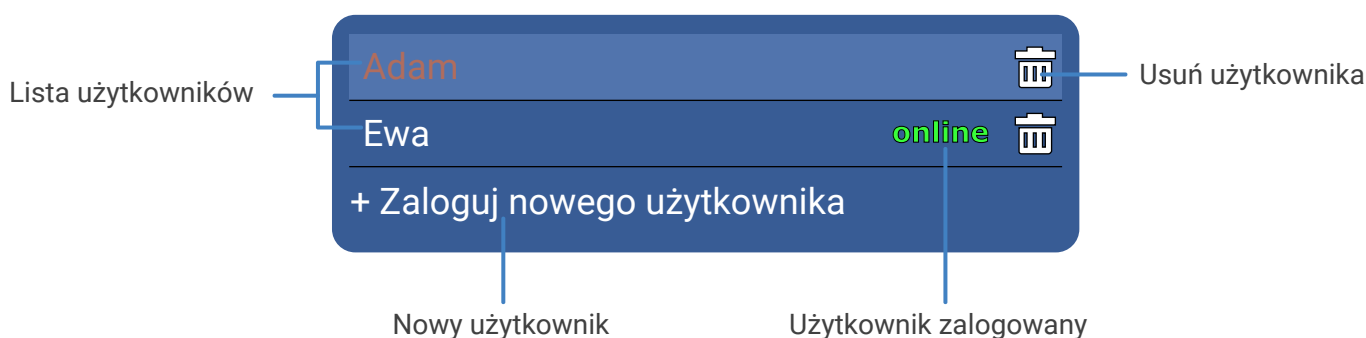 Adam
Lista użytkowników
Usuń użytkownika
Ewa
online
+ Zaloguj nowego użytkownika
Nowy użytkownik
Użytkownik zalogowany